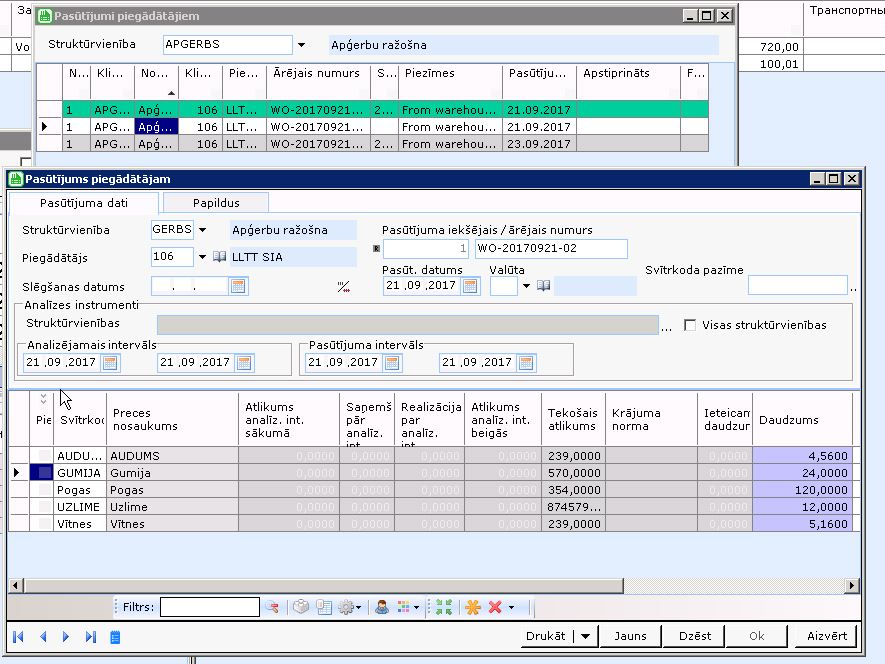 За
Транспортны
Vo
720,00
100,01
Pasūtījumi piegādātājiem
Struktūrvienība APGERBS Apģerbu ražošna
N... Kli... No... Kli... Pie... Ārējais numurs S... Piezīmes Pasūtīju... Apstiprināts F...
1 APG... Apģ... 106 LLT... WO-20170921... 2... From warehou... 21.09.2017
1 APG... Apģ... 106 LLT... WO-20170921... From warehou... 21.09.2017
1 APG... Apģ... 106 LLT... WO-20170921... 2... From warehou... 23.09.2017
Pasūtījums piegādātājam
Pasūtījuma dati Papildus
Struktūrvienība GERBS Apģerbu ražošna Pasūtījuma iekšējais / ārējais numurs
1 WO-20170921-02
Piegādātājs 106 LLTT SIA
Pasūt. datums Valūta Svītrkoda pazīme
Slēgšanas datums . . 21 ,09 ,2017 ..
Analīzes instrumenti
Struktūrvienības ... Visas struktūrvienības
Analizējamais intervāls Pasūtījuma intervāls
21 ,09 ,2017 21 ,09 ,2017 21 ,09 ,2017 21 ,09 ,2017
Pie Svītrkoc Preces nosaukums Atlikums analīz. int. sākumā Saņemš pār analīz. int. Realizācija par analīz. int. Atlikums analīz. int. beigās Tekošais atlikums Krājuma norma Ieteicam daudzur Daudzums
AUDU... AUDUMS 0,0000 0,0000 0,0000 0,0000 239,0000 0,0000 4,5600
GUMIJA Gumija 0,0000 0,0000 0,0000 0,0000 570,0000 0,0000 24,0000
Pogas Pogas 0,0000 0,0000 0,0000 0,0000 354,0000 0,0000 120,0000
UZLIME Uzlime 0,0000 0,0000 0,0000 0,0000 874579... 0,0000 12,0000
Vītnes Vītnes 0,0000 0,0000 0,0000 0,0000 239,0000 0,0000 5,1600
Filtrs:
Drukāt Jauns Dzēst Ok Aizvērt